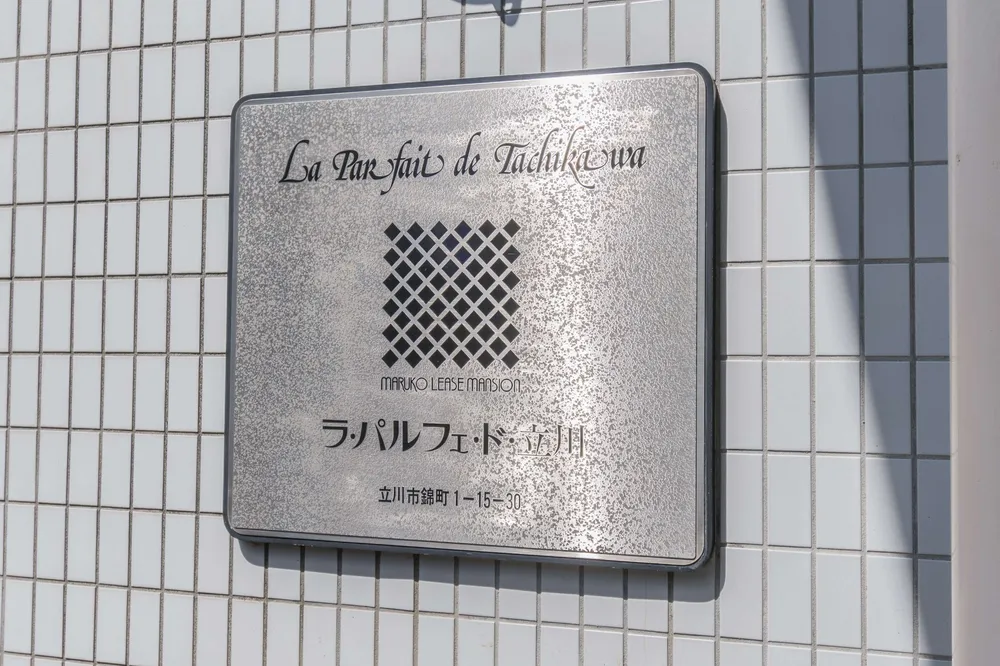 La Parfait de Tachikawa
MARUKO LEASE MANSION
ラ・パルフェ・ド・立川
立川市錦町1-15-30